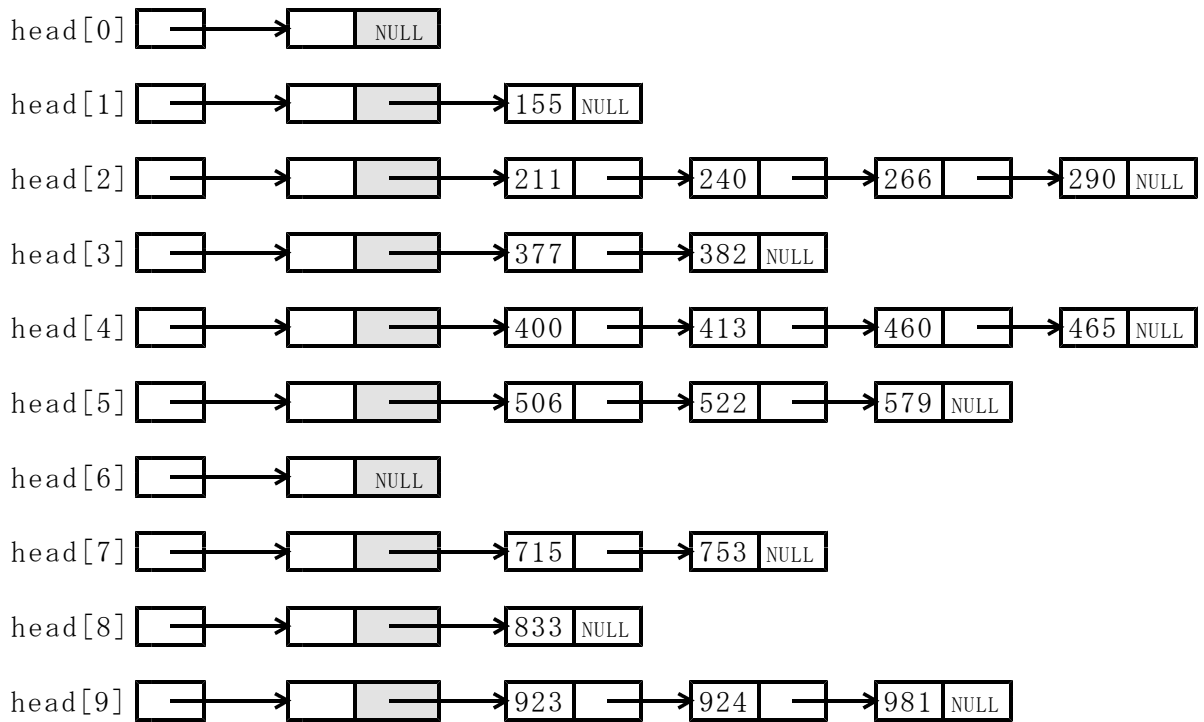 head[0] NULL
head[1] 155 NULL
head[2] 211 240 266 290 NULL
head[3] 377 382 NULL
head[4] 400 413 460 465 NULL
head[5] 506 522 579 NULL
head[6] NULL
head[7] 715 753 NULL
head[8] 833 NULL
head[9] 923 924 981 NULL